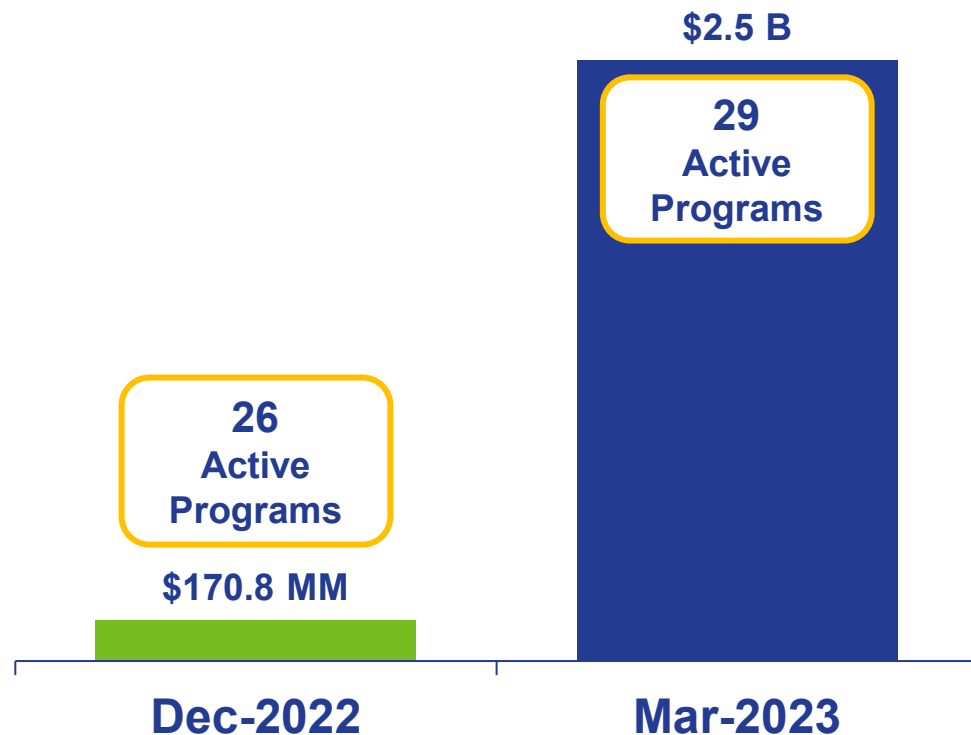 $2.5 B
29
Active
Programs
26
Active
Programs
$170.8 MM
Dec-2022
Mar-2023